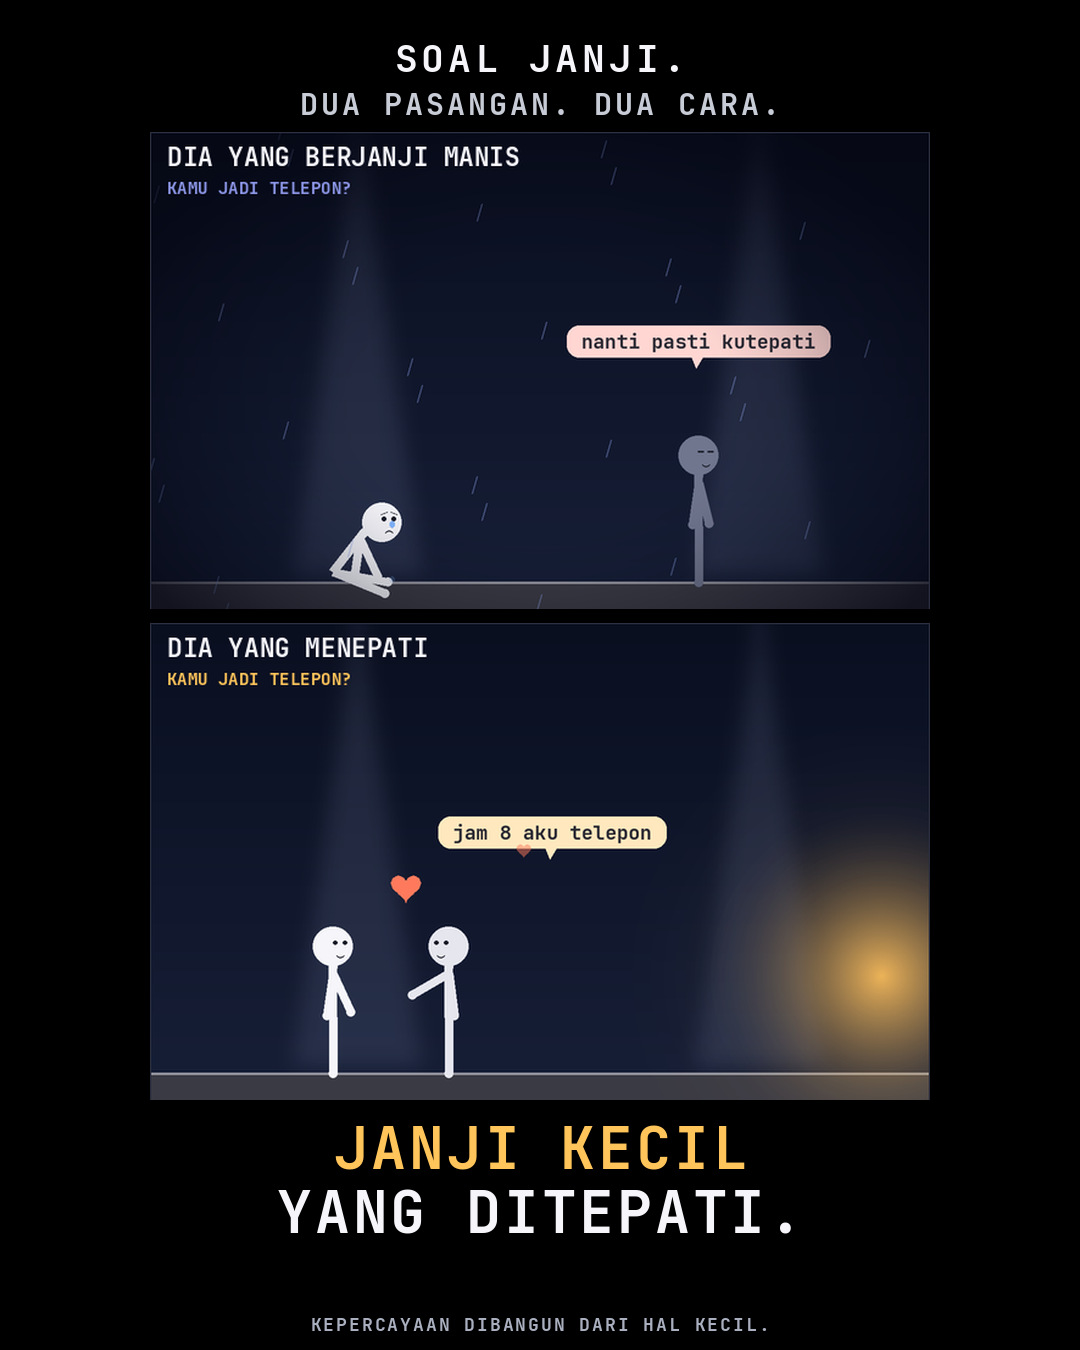 SOAL JANJI.
DUA PASANGAN. DUA CARA.
DIA YANG BERJANJI MANIS
KAMU JADI TELEPON?
nanti pasti kutepati
DIA YANG MENEPATI
KAMU JADI TELEPON?
jam 8 aku telepon
JANJI KECIL
YANG DITEPATI.
KEPERCAYAAN DIBANGUN DARI HAL KECIL.